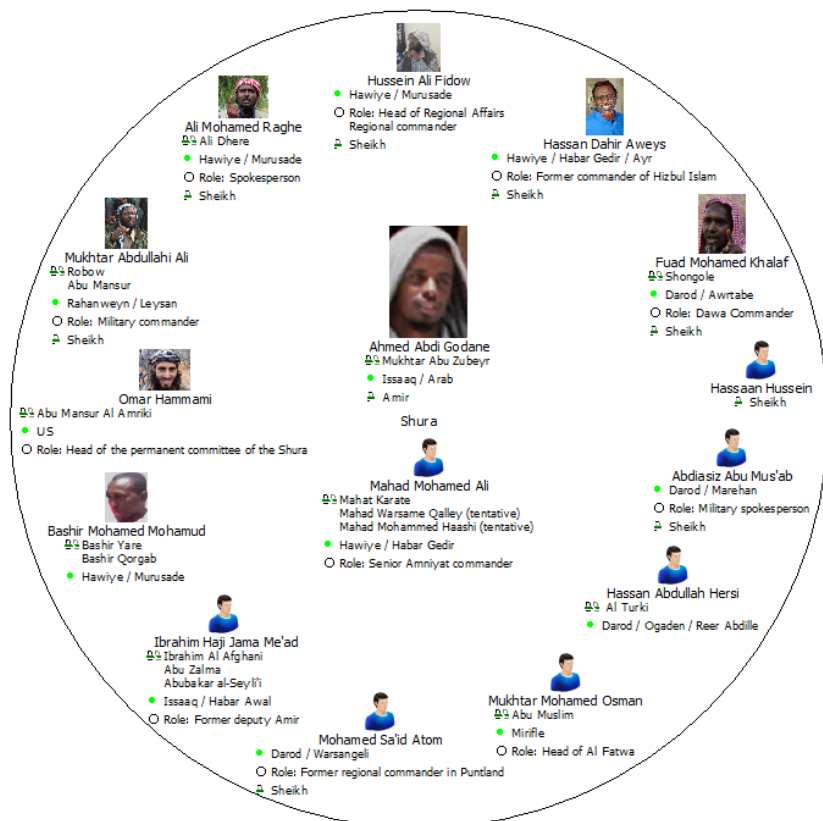 Hussein Ali Fidow
Hawiye / Murusade
Role: Head of Regional Affairs
Regional commander
Sheikh
Ali Mohamed Raghe
Ali Dhere
Hawiye / Murusade
Role: Spokesperson
Sheikh
Hassan Dahir Aweys
Hawiye / Habar Gedir / Ayr
Role: Former commander of Hizbul Islam
Sheikh
Mukhtar Abdullahi Ali
Robow
Abu Mansur
Rahanweyn / Leysan
Role: Military commander
Sheikh
Ahmed Abdi Godane
Mukhtar Abu Zubeyr
Issaaq / Arab
Amir
Fuad Mohamed Khalaf
Shongole
Darod / Awrtabe
Role: Dawa Commander
Sheikh
Omar Hammami
Abu Mansur Al Amriki
US
Role: Head of the permanent committee of the Shura
Hassaan Hussein
Sheikh
Shura
Mahad Mohamed Ali
Mahat Karate
Mahad Warsame Qalley (tentative)
Mahad Mohammed Haashi (tentative)
Hawiye / Habar Gedir
Role: Senior Amniyat commander
Abdiasiz Abu Mus'ab
Darod / Marehan
Role: Military spokesperson
Sheikh
Bashir Mohamed Mohamud
Bashir Yare
Bashir Qorgab
Hawiye / Murusade
Hassan Abdullah Hersi
Al Turki
Darod / Ogaden / Reer Abdille
Ibrahim Haji Jama Me'ad
Ibrahim Al Afghani
Abu Zalma
Abubakar al-Seyli'i
Issaaq / Habar Awal
Role: Former deputy Amir
Mukhtar Mohamed Osman
Abu Muslim
Mirifle
Role: Head of Al Fatwa
Mohamed Sa'id Atom
Darod / Warsangeli
Role: Former regional commander in Puntland
Sheikh